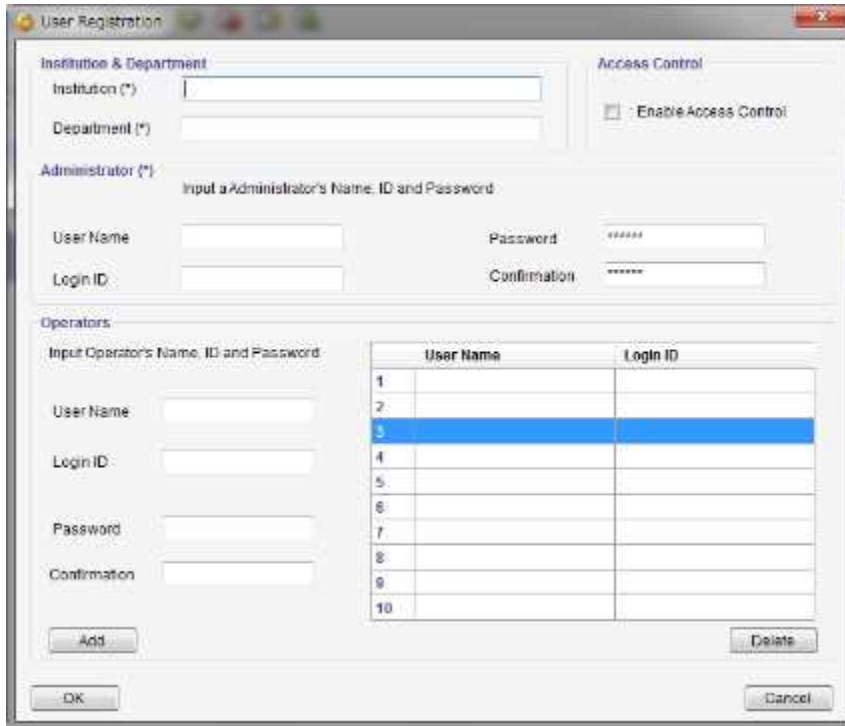 User Registration
Institution & Department
Institution (*)
Department (*)
Access Control
: Enable Access Control
Administrator (*)
Input a Administrator's Name, ID and Password
User Name
Password ******
Login ID
Confirmation ******
Operators
Input Operator's Name, ID and Password
User Name
Login ID
Password
Confirmation
User Name Login ID
1
2
3
4
5
6
7
8
9
10
Add
Delete
OK
Cancel